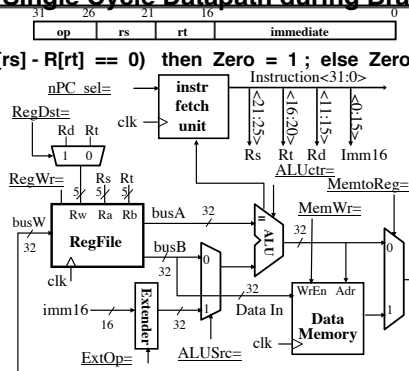 Single Cycle Datapath during Bra
31 26 21 16 0
op rs rt immediate
[rs] - R[rt] == 0) then Zero = 1 ; else Zero
nPC_sel=
instr
fetch
unit
clk
Instruction<31:0>
<21:25>
<16:20>
<11:15>
<0:15>
Rs Rt Rd Imm16
RegDst=
Rd Rt
1 0
RegWr=
Rs Rt
5 5 5
Rw Ra Rb
RegFile
busW
32
clk
busA 32
busB
32
ALUctr=
=
ALU
32
MemtoReg=
MemWr=
0
1
0
1
imm16
16
Extender
32
ExtOp=
ALUSrc=
32
Data In
WrEn Adr
Data
Memory
clk